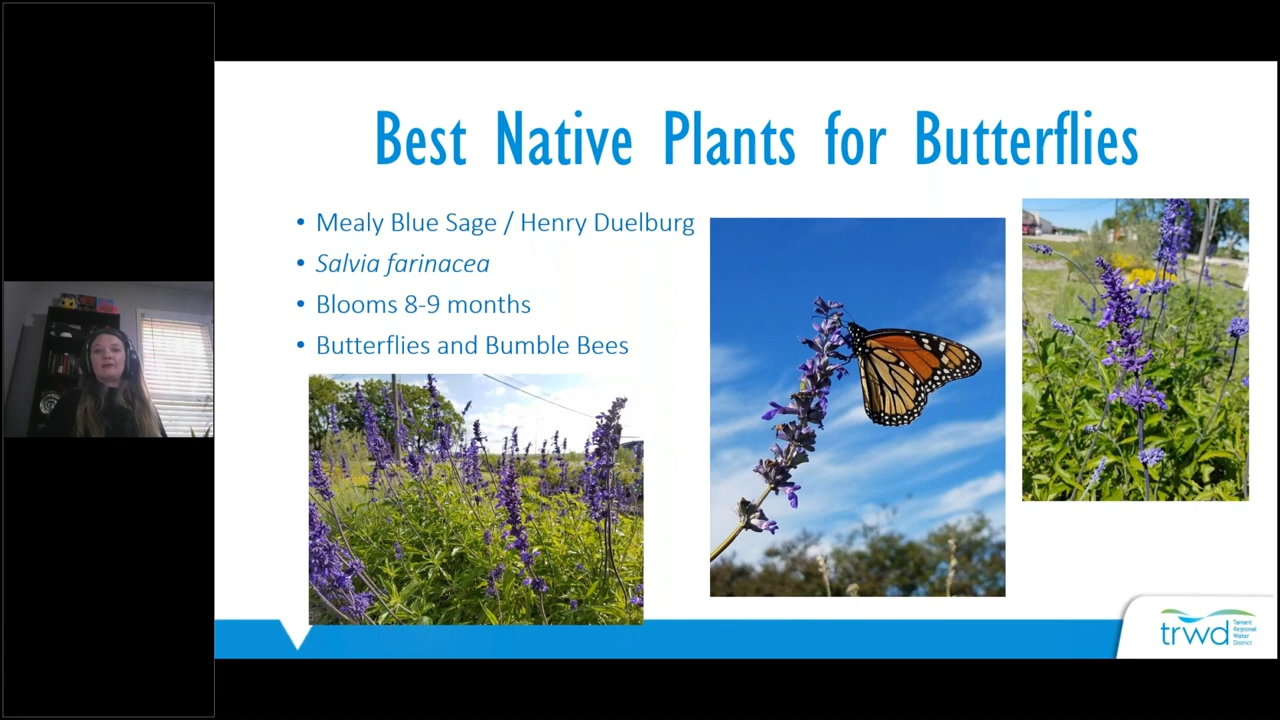 Best Native Plants for Butterflies
• Mealy Blue Sage / Henry Duelburg
• Salvia farinacea
• Blooms 8-9 months
• Butterflies and Bumble Bees
trwd
Tarrant
Regional
Water
District